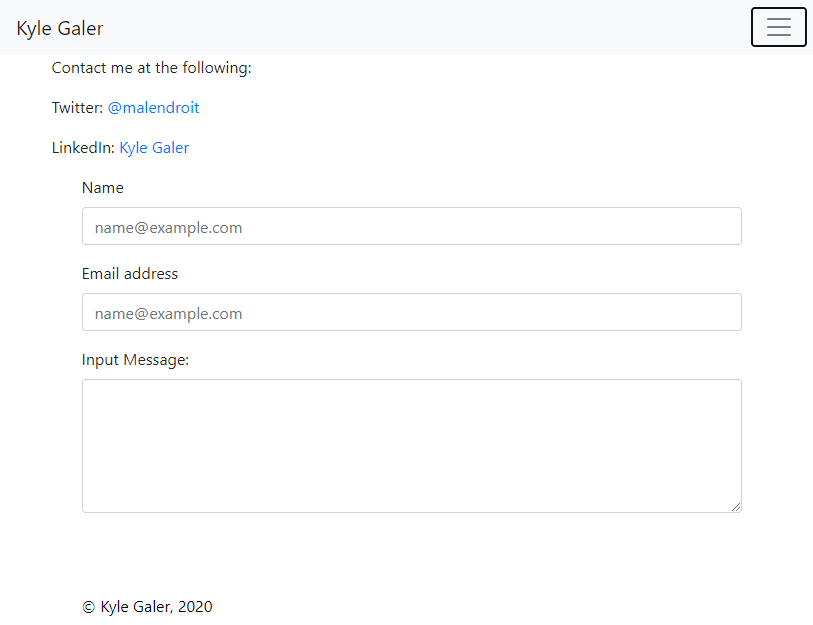 Kyle Galer
Contact me at the following:
Twitter: @malendroit
LinkedIn: Kyle Galer
Name
name@example.com
Email address
name@example.com
Input Message:
© Kyle Galer, 2020